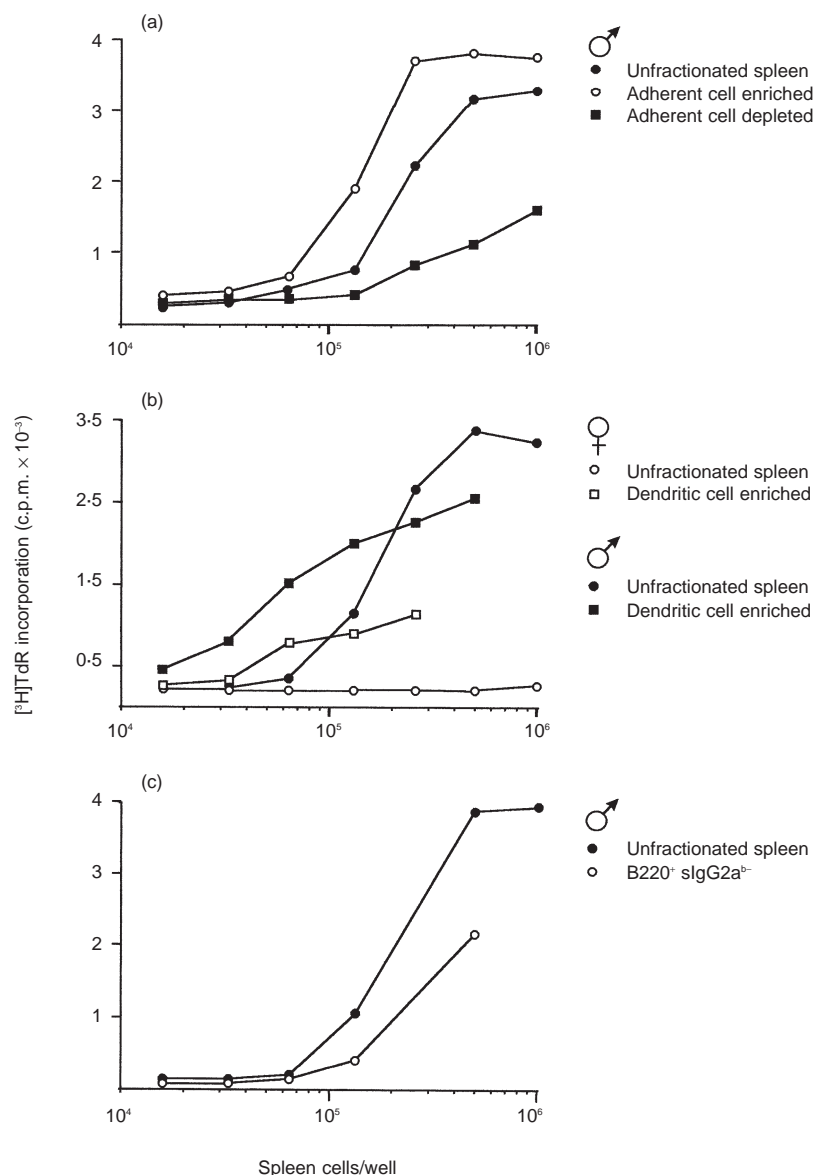 (a)
4
3
2
1
10⁴
10⁵
10⁶
Unfractionated spleen
Adherent cell enriched
Adherent cell depleted
(b)
3·5
2·5
1·5
0·5
10⁴
10⁵
10⁶
Unfractionated spleen
Dendritic cell enriched
Unfractionated spleen
Dendritic cell enriched
[³H]TdR incorporation (c.p.m. × 10⁻³)
(c)
4
3
2
1
10⁴
10⁵
10⁶
Unfractionated spleen
B220⁺ sIgG2aᵇ⁻
Spleen cells/well